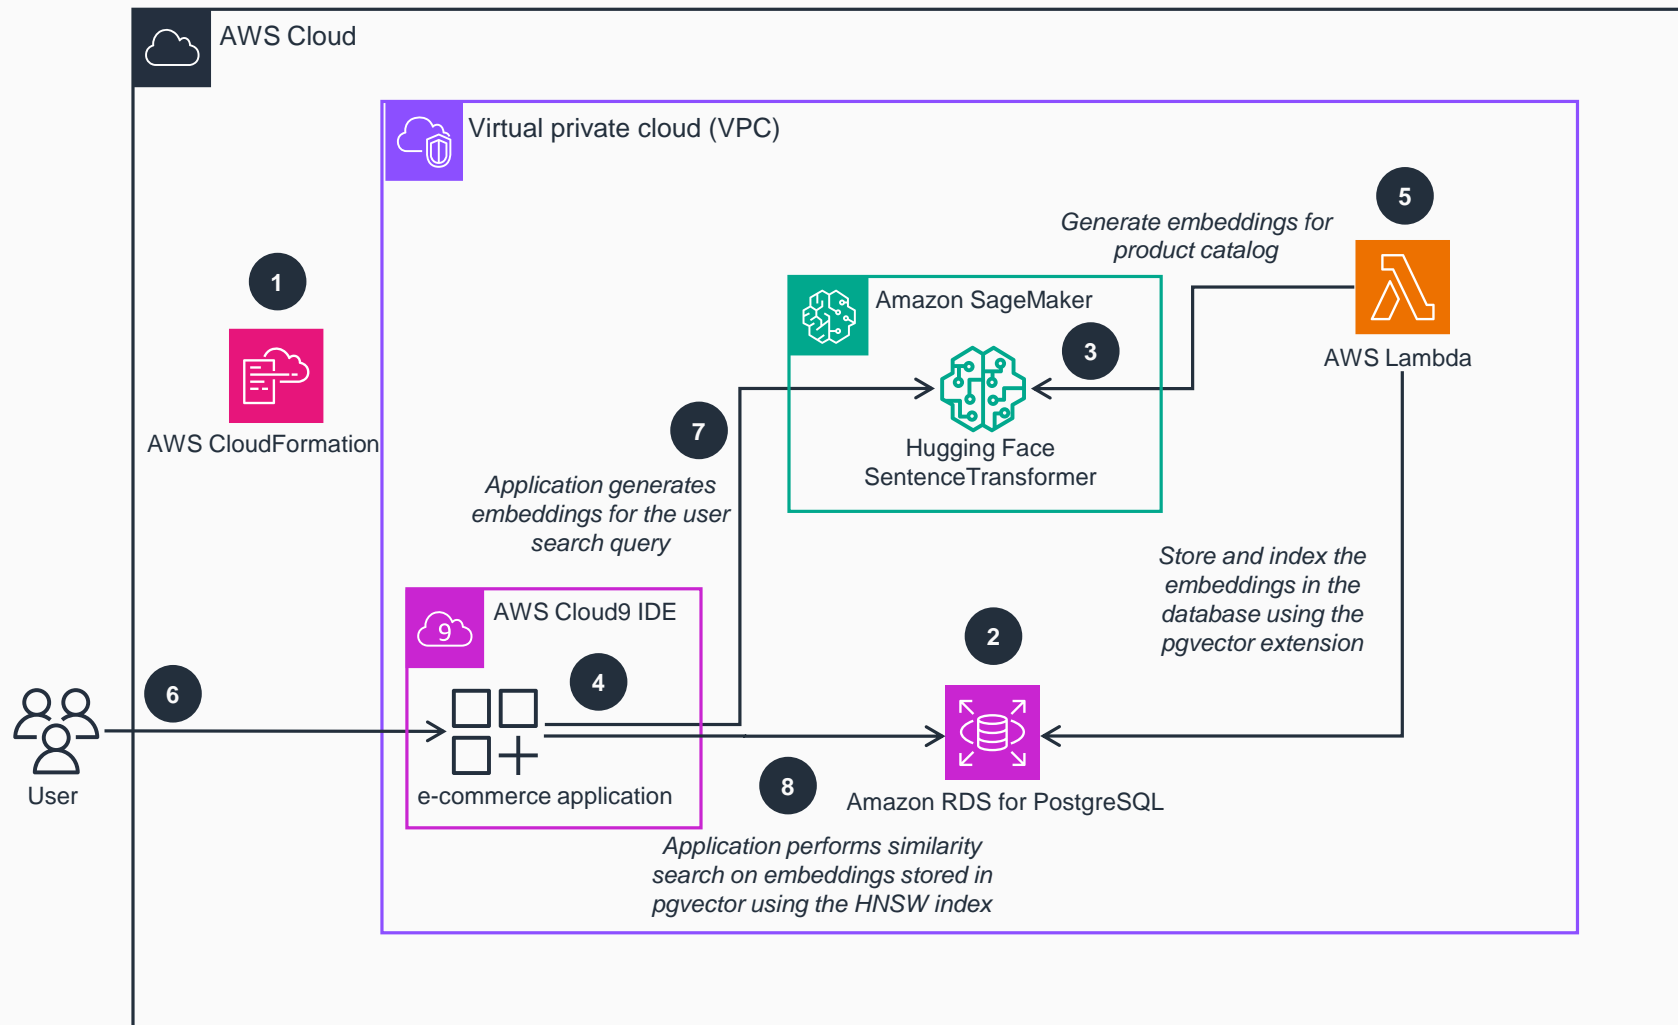 AWS Cloud
Virtual private cloud (VPC)
5
Generate embeddings for
product catalog
1
Amazon SageMaker
3
AWS Lambda
AWS CloudFormation
7
Hugging Face
SentenceTransformer
Application generates
embeddings for the user
search query
Store and index the
embeddings in the
database using the
pgvector extension
9
AWS Cloud9 IDE
2
4
6
User
e-commerce application
8
Amazon RDS for PostgreSQL
Application performs similarity
search on embeddings stored in
pgvector using the HNSW index